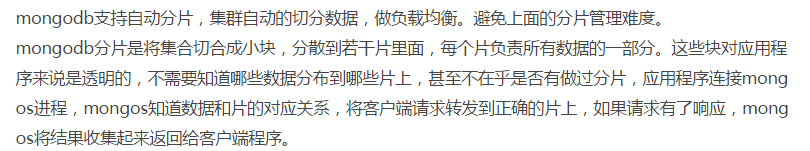 mongodb支持自动分片，集群自动的切分数据，做负载均衡。避免上面的分片管理难度。
mongodb分片是将集合切合成小块，分散到若干片里面，每个片负责所有数据的一部分。这些块对应用程
序来说是透明的，不需要知道哪些数据分布到哪些片上，甚至不在乎是否有做过分片，应用程序连接mong
os进程，mongos知道数据和片的对应关系，将客户端请求转发到正确的片上，如果请求有了响应，mong
os将结果收集起来返回给客户端程序。